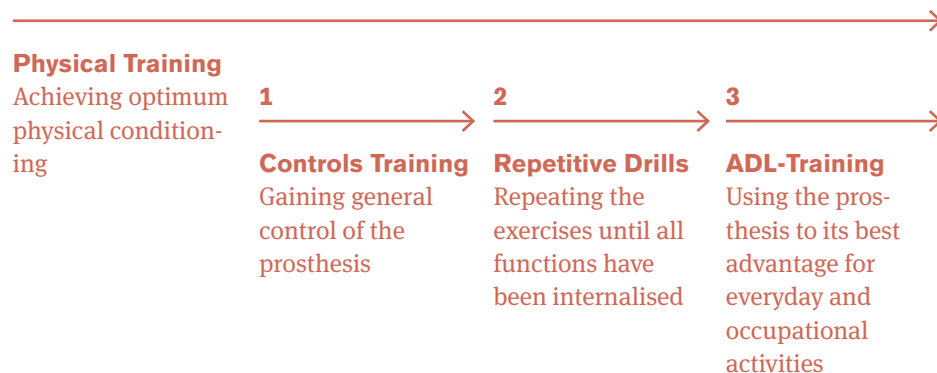 Physical Training
Achieving optimum
physical condition-
ing
1
Controls Training
Gaining general
control of the
prosthesis
2
Repetitive Drills
Repeating the
exercises until all
functions have
been internalised
3
ADL-Training
Using the pros-
thesis to its best
advantage for
everyday and
occupational
activities